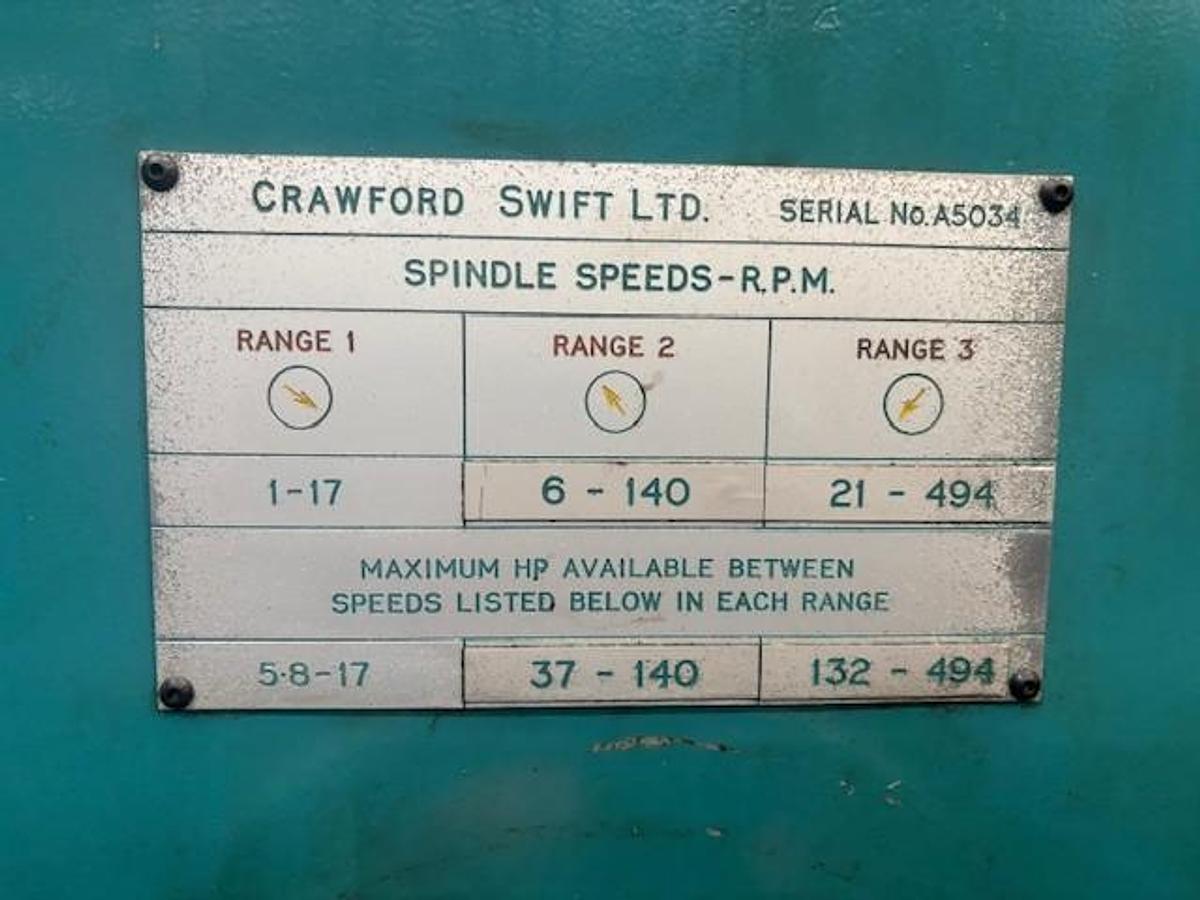 CRAWFORD SWIFT LTD. SERIAL No. A5034
SPINDLE SPEEDS-R.P.M.
RANGE 1 RANGE 2 RANGE 3
1-17 6 - 140 21 - 494
MAXIMUM HP AVAILABLE BETWEEN
SPEEDS LISTED BELOW IN EACH RANGE
5·8-17 37 - 140 132 - 494